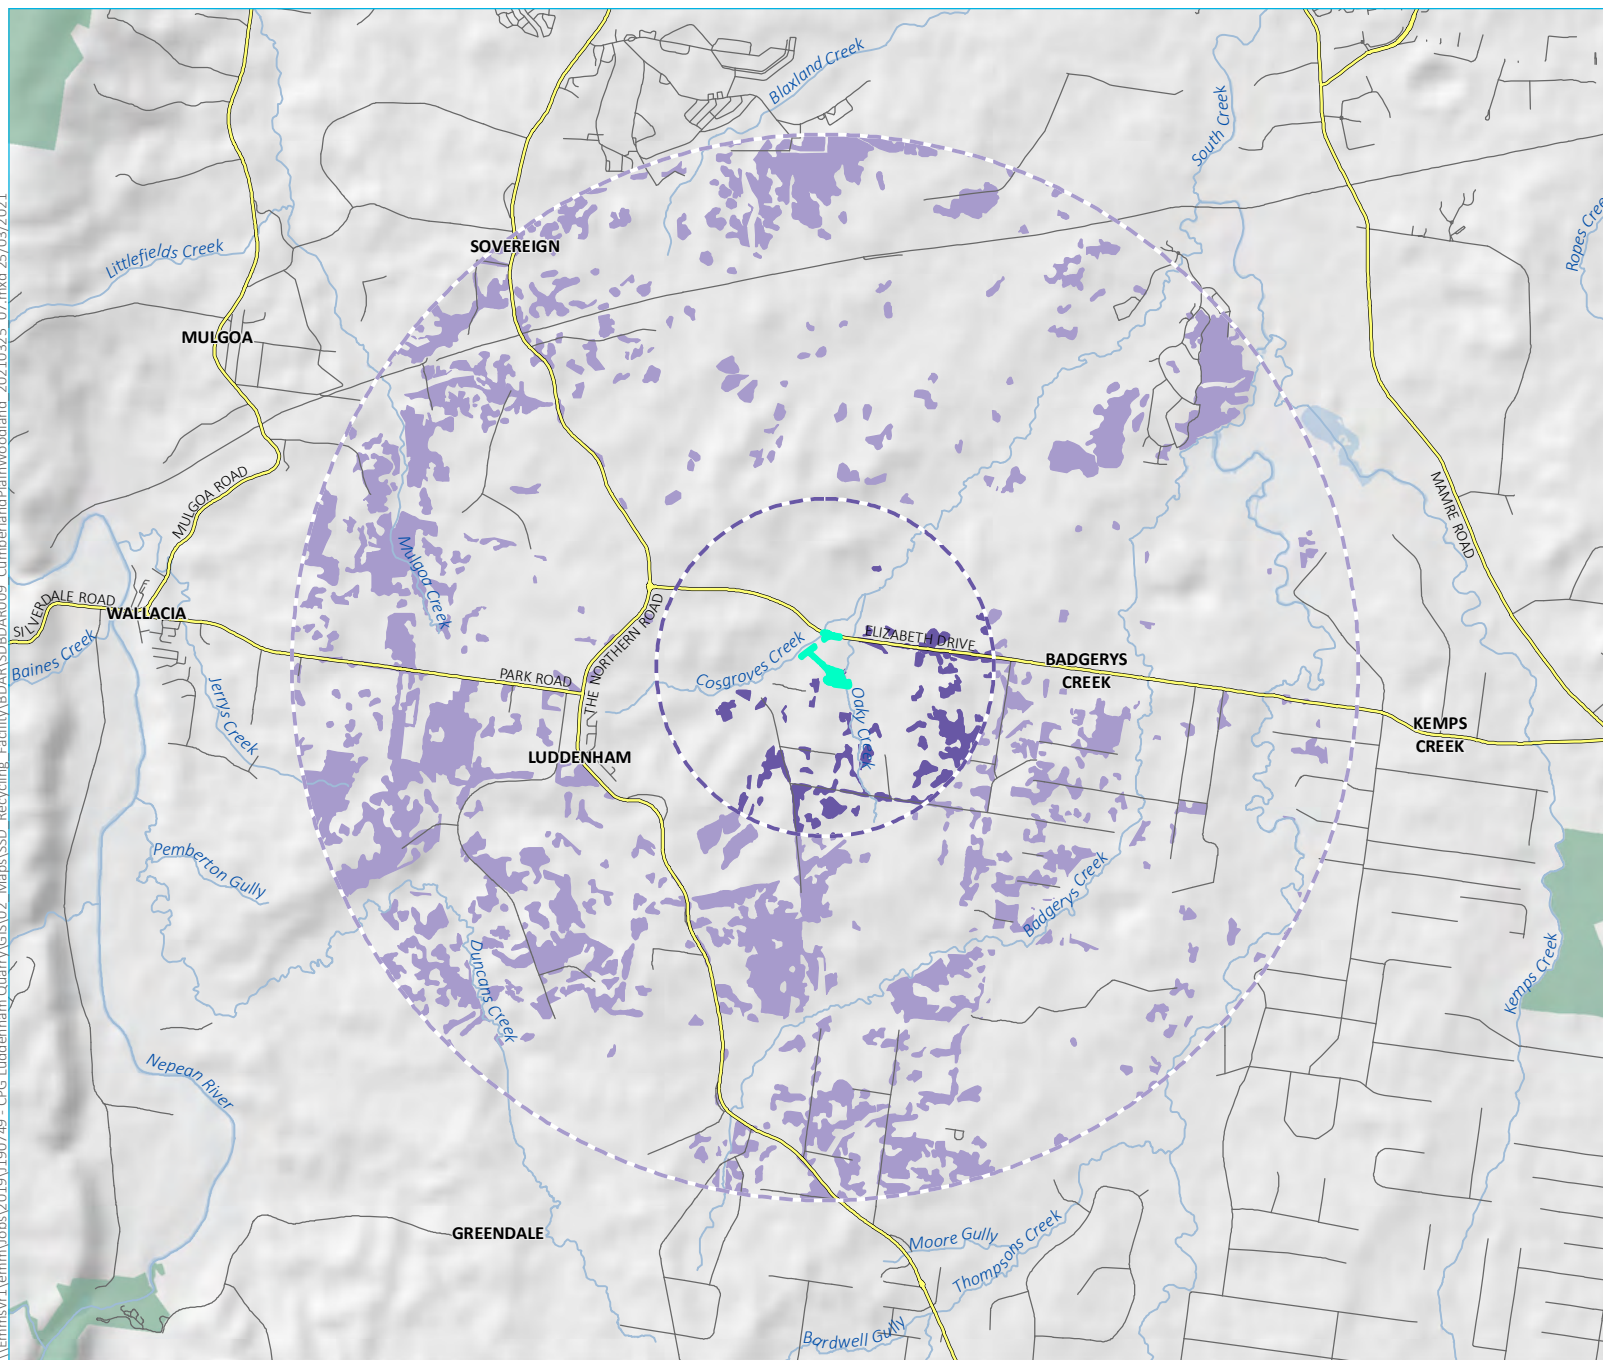 Blaxland Creek
South Creek
Ropes Cree
SOVEREIGN
Littlefields Creek
MULGOA
MULGOA ROAD
MAMRE ROAD
Mulgoa Creek
SILVERDALE ROAD
WALLACIA
Baines Creek
THE NORTHERN ROAD
ELIZABETH DRIVE
Cosgroves Creek
BADGERYS
CREEK
PARK ROAD
Jerrys Creek
Oaky Creek
KEMPS
CREEK
LUDDENHAM
Pemberton Gully
Badgerys Creek
Duncans Creek
Kemps Creek
Nepean River
GREENDALE
Moore Gully
Thompsons Creek
Bardwell Gully